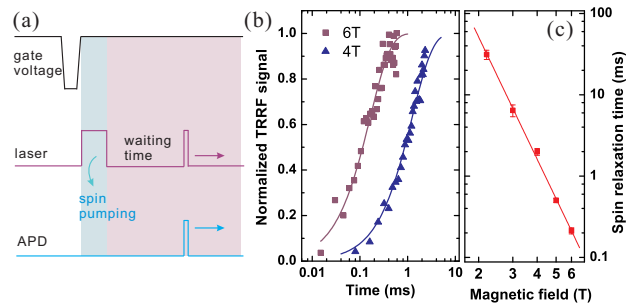 (a)
gate
voltage
laser
waiting
time
spin
pumping
APD
(b)
6T
4T
Normalized TRRF signal
1.0
0.8
0.6
0.4
0.2
0.0
0.01
0.1
1
10
Time (ms)
(c)
100
10
1
0.1
Spin relaxation time (ms)
2
3
4
5
6
Magnetic field (T)